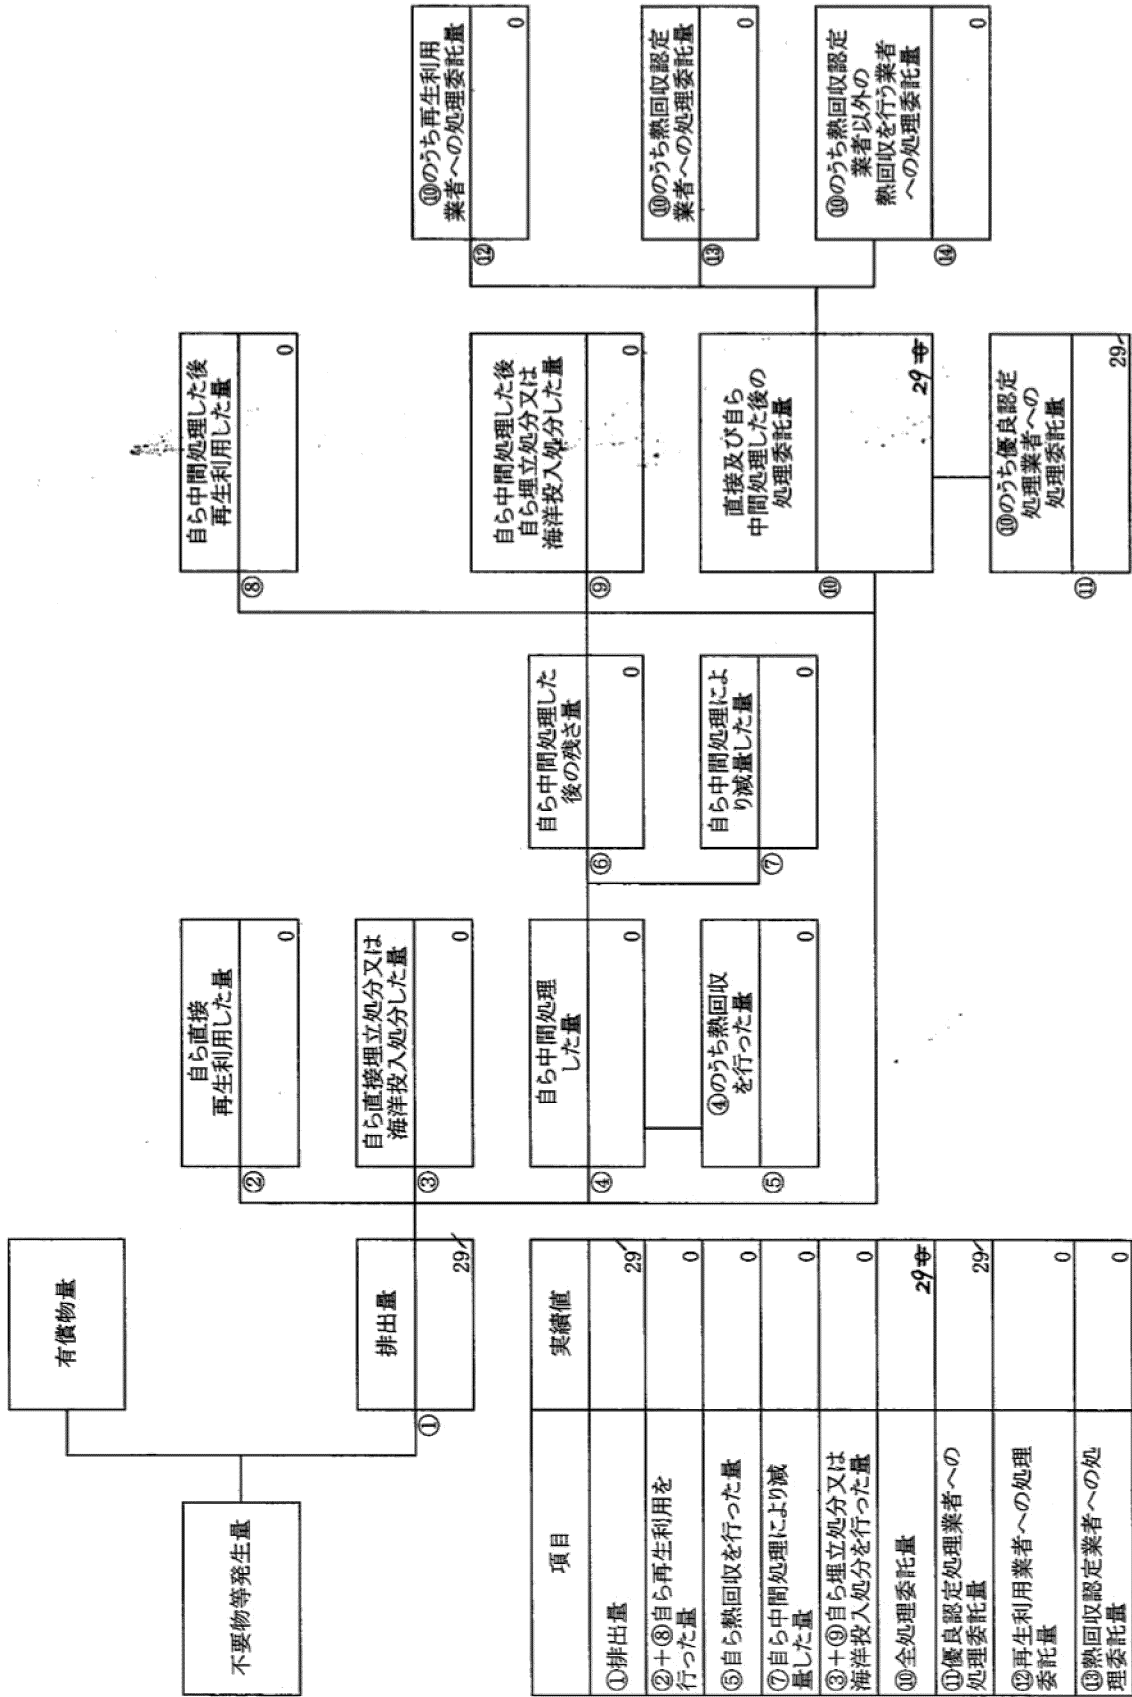 有償物量
不要物等発生量
排出量
①
29
自ら直接
再生利用した量
②
0
自ら直接埋立処分又は
海洋投入処分した量
③
0
自ら中間処理
した量
④
0
④のうち熱回収
を行った量
⑤
0
自ら中間処理した
後の残さ量
⑥
0
自ら中間処理によ
り減量した量
⑦
0
自ら中間処理した後
再生利用した量
⑧
0
自ら中間処理した後
自ら埋立処分又は
海洋投入処分した量
⑨
0
直接及び自ら
中間処理した後の
処理委託量
⑩
29
⑩のうち優良認定
処理業者への
処理委託量
⑪
29
⑩のうち再生利用
業者への処理委託量
⑫
0
⑩のうち熱回収認定
業者への処理委託量
⑬
0
⑩のうち熱回収認定
業者以外の
熱回収を行う業者
への処理委託量
⑭
0
項目 実績値
①排出量 29
②+⑧自ら再生利用を
行った量 0
⑤自ら熱回収を行った量 0
⑦自ら中間処理により減
量した量 0
③+⑨自ら埋立処分又は
海洋投入処分を行った量 0
⑩全処理委託量 29
⑪優良認定処理業者への
処理委託量 29
⑫再生利用業者への処理
委託量 0
⑬熱回収認定業者への処
理委託量 0